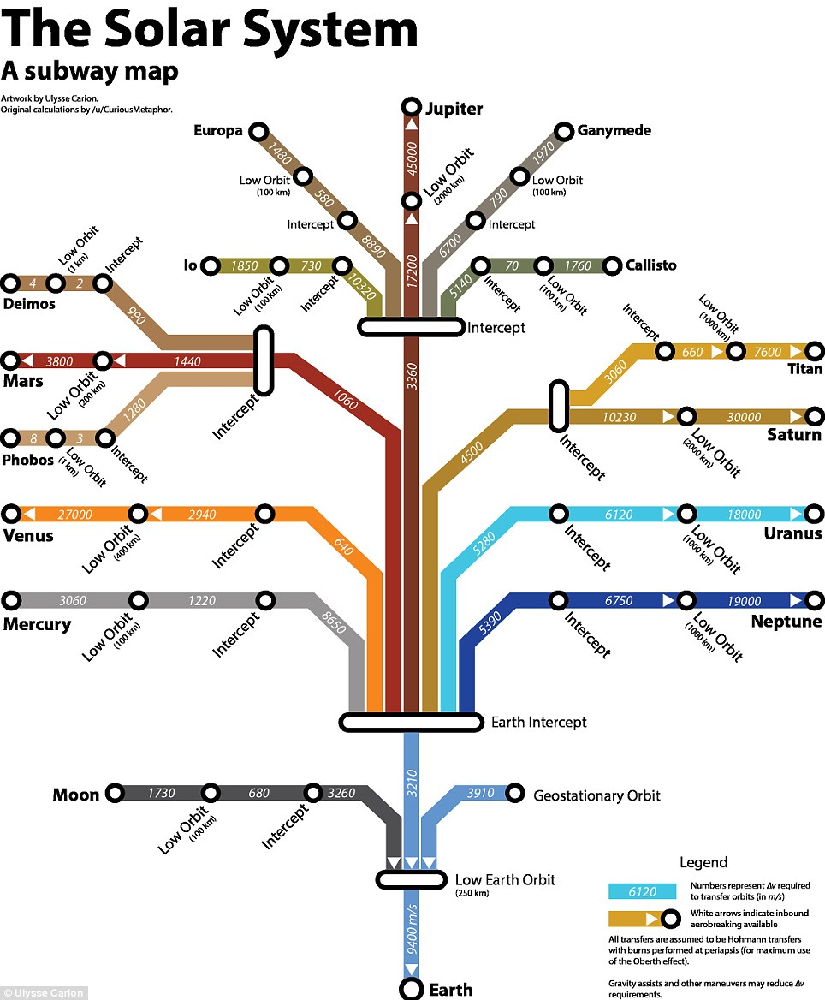 The Solar System
A subway map
Artwork by Ulysse Carion.
Original calculations by /u/CuriousMetaphor.
Jupiter
45000
Low Orbit
(2000 km)
17200
Europa
1480
Low Orbit
(100 km)
580
Intercept
8890
Ganymede
1970
Low Orbit
(100 km)
790
Intercept
6700
Io
1850
Low Orbit
(100 km)
730
Intercept
10320
Callisto
1760
Low Orbit
(100 km)
70
Intercept
5140
Intercept
3360
Deimos
4
Low Orbit
(1 km)
2
Intercept
990
Mars
3800
Low Orbit
(200 km)
1440
Intercept
1060
Phobos
8
Low Orbit
(1 km)
3
Intercept
1280
Titan
7600
Low Orbit
(1000 km)
660
Intercept
3060
Saturn
30000
Low Orbit
(2000 km)
10230
Intercept
4500
Venus
27000
Low Orbit
(400 km)
2940
Intercept
640
Uranus
18000
Low Orbit
(1000 km)
6120
Intercept
5280
Mercury
3060
Low Orbit
(100 km)
1220
Intercept
8650
Neptune
19000
Low Orbit
(1000 km)
6750
Intercept
5390
Earth Intercept
3210
Moon
1730
Low Orbit
(100 km)
680
Intercept
3260
3910
Geostationary Orbit
Low Earth Orbit
(250 km)
9400 m/s
Earth
Legend
6120
Numbers represent Δv required
to transfer orbits (in m/s)
White arrows indicate inbound
aerobreaking available
All transfers are assumed to be Hohmann transfers
with burns performed at periapsis (for maximum use
of the Oberth effect).
Gravity assists and other maneuvers may reduce Δv
requirements.
© Ulysse Carion